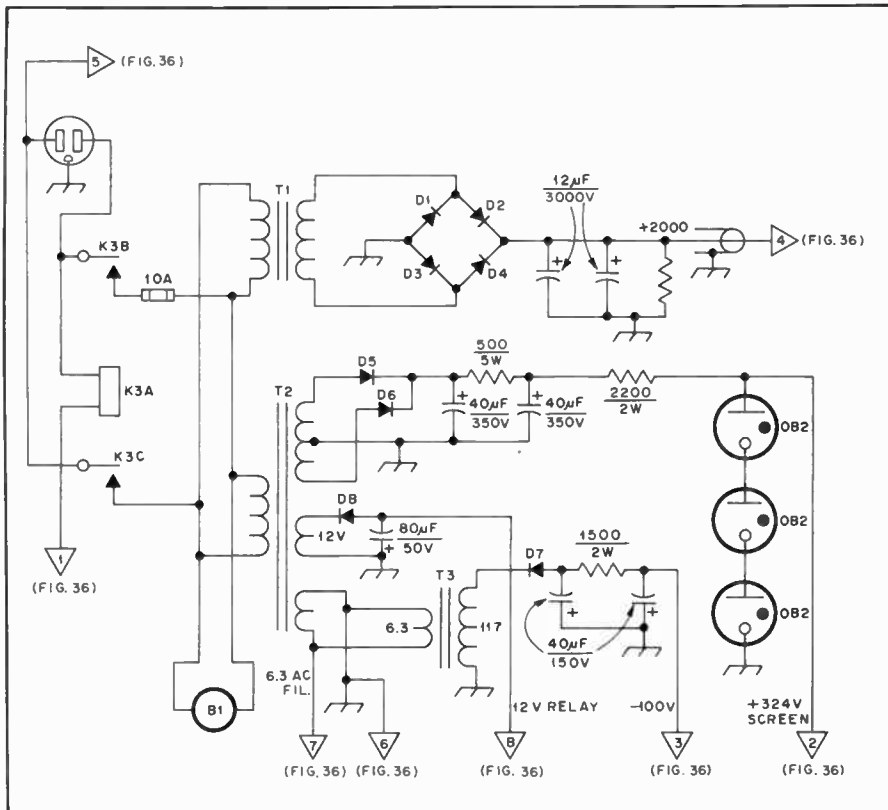 5 (FIG. 36)
T1
D1
D2
D3
D4
12µF
3000V
+
+
+2000
4 (FIG. 36)
K3B
10A
K3A
K3C
1
(FIG. 36)
T2
D5
D6
500
5W
+
40µF
350V
+
40µF
350V
2200
2W
OB2
OB2
OB2
D8
12V
80µF
50V
+
D7
1500
2W
T3
6.3
117
+
+
40µF
150V
6.3 AC
FIL.
B1
12V RELAY
-100V
+324V
SCREEN
7
(FIG. 36)
6
(FIG. 36)
8
(FIG. 36)
3
(FIG. 36)
2
(FIG. 36)